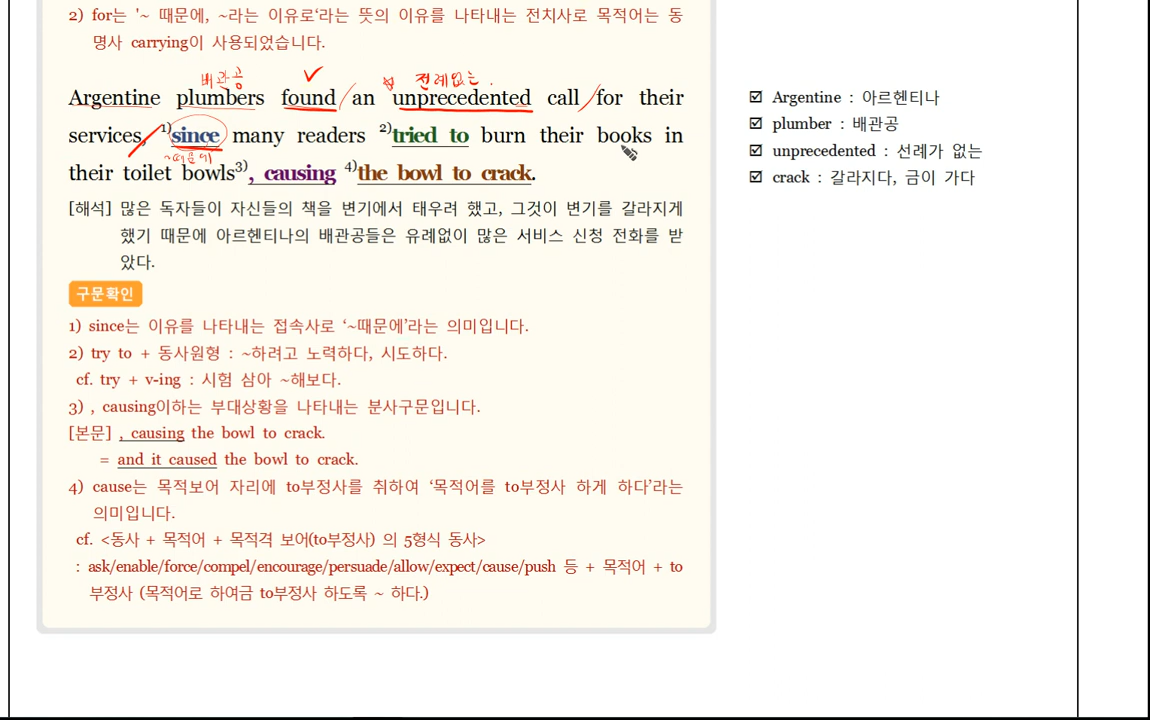 2) for는 '~ 때문에, ~라는 이유로'라는 뜻의 이유를 나타내는 전치사로 목적어는 동
명사 carrying이 사용되었습니다.
배관공 전례없는.
Argentine plumbers found an unprecedented call for their
services, 1)since many readers 2)tried to burn their books in
~때문에
their toilet bowls3), causing 4)the bowl to crack.
[해석] 많은 독자들이 자신들의 책을 변기에서 태우려 했고, 그것이 변기를 갈라지게
했기 때문에 아르헨티나의 배관공들은 유례없이 많은 서비스 신청 전화를 받
았다.
구문확인
1) since는 이유를 나타내는 접속사로 '~때문에'라는 의미입니다.
2) try to + 동사원형 : ~하려고 노력하다, 시도하다.
cf. try + v-ing : 시험 삼아 ~해보다.
3) , causing이하는 부대상황을 나타내는 분사구문입니다.
[본문] , causing the bowl to crack.
= and it caused the bowl to crack.
4) cause는 목적보어 자리에 to부정사를 취하여 '목적어를 to부정사 하게 하다'라는
의미입니다.
cf. <동사 + 목적어 + 목적격 보어(to부정사) 의 5형식 동사>
: ask/enable/force/compel/encourage/persuade/allow/expect/cause/push 등 + 목적어 + to
부정사 (목적어로 하여금 to부정사 하도록 ~ 하다.)
☑ Argentine : 아르헨티나
☑ plumber : 배관공
☑ unprecedented : 선례가 없는
☑ crack : 갈라지다, 금이 가다